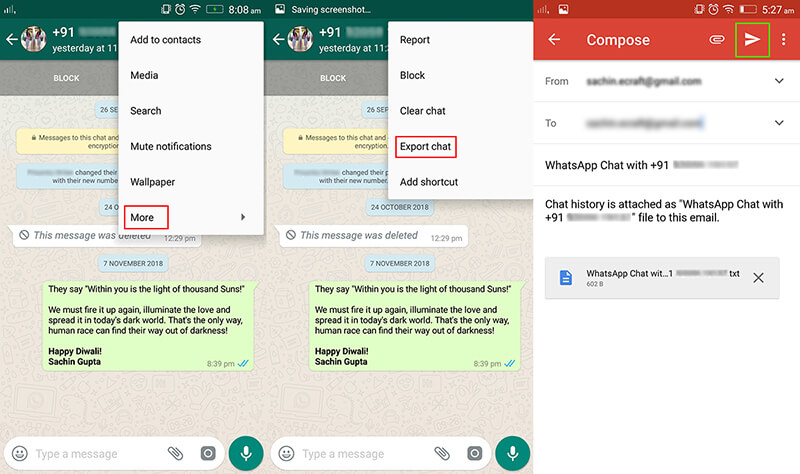 8:08 am
+91
yesterday at 11:2
BLOCK
Add to contacts
Media
Search
Mute notifications
Wallpaper
More
26 SEP
Messages to this chat and c
encryption.
changed their p
with their new number.
24 OCTOBER 2018
This message was deleted 12:29 pm
7 NOVEMBER 2018
They say "Within you is the light of thousand Suns!"
We must fire it up again, illuminate the love and
spread it in today's dark world. That's the only way,
human race can find their way out of darkness!
Happy Diwali!
Sachin Gupta
8:39 pm
Type a message
Saving screenshot...
+91
yesterday at 11:2
BLOCK
Report
Block
Clear chat
Export chat
Add shortcut
26 SE
Messages to this chat and c
encryption.
changed their p
with their new number.
24 OCTOBER 2018
This message was deleted 12:29 pm
7 NOVEMBER 2018
They say "Within you is the light of thousand Suns!"
We must fire it up again, illuminate the love and
spread it in today's dark world. That's the only way,
human race can find their way out of darkness!
Happy Diwali!
Sachin Gupta
8:39 pm
Type a message
5:27 am
Compose
From
To
WhatsApp Chat with +91
Chat history is attached as "WhatsApp Chat with
+91 " file to this email.
WhatsApp Chat wit...1 txt
602 B